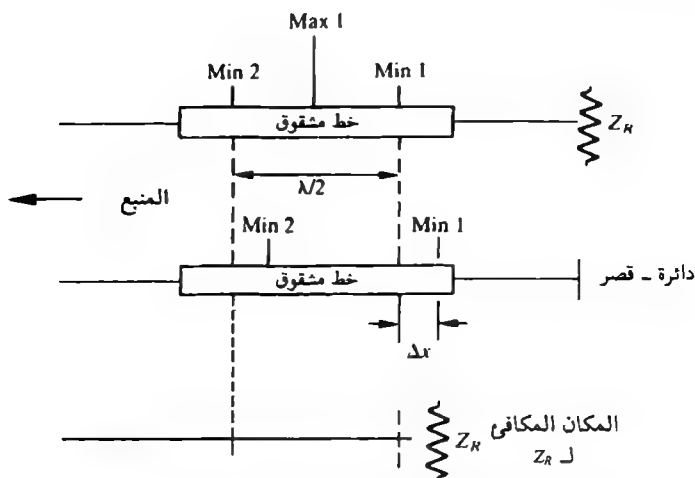 Max 1
Min 2
Min 1
خط مشقوق
Z_R
λ/2
المنبع
Min 2
Min 1
خط مشقوق
دائرة ـ قصر
Δx
Z_R
المكان المكافئ
لـ Z_R